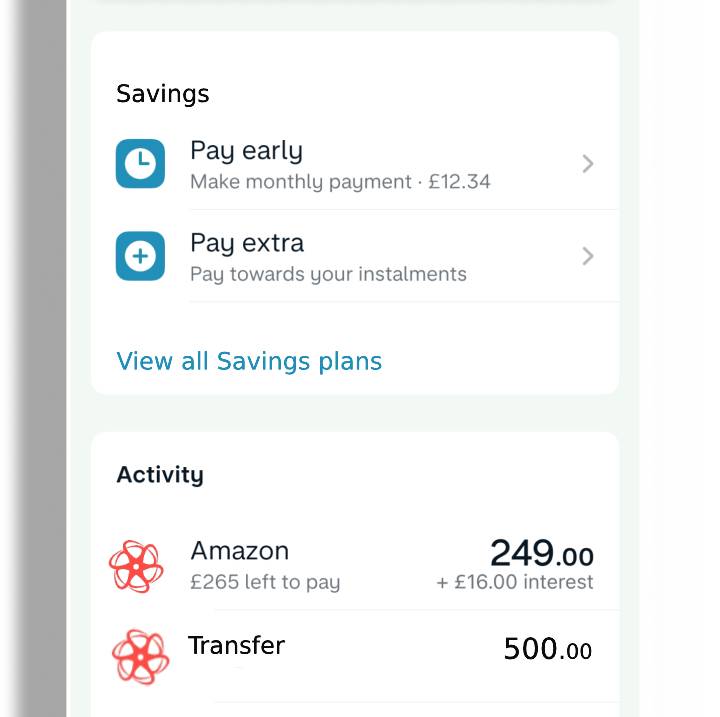 Savings
Pay early
Make monthly payment · £12.34
Pay extra
Pay towards your instalments
View all Savings plans
Activity
Amazon 249.00
£265 left to pay + £16.00 interest
Transfer 500.00